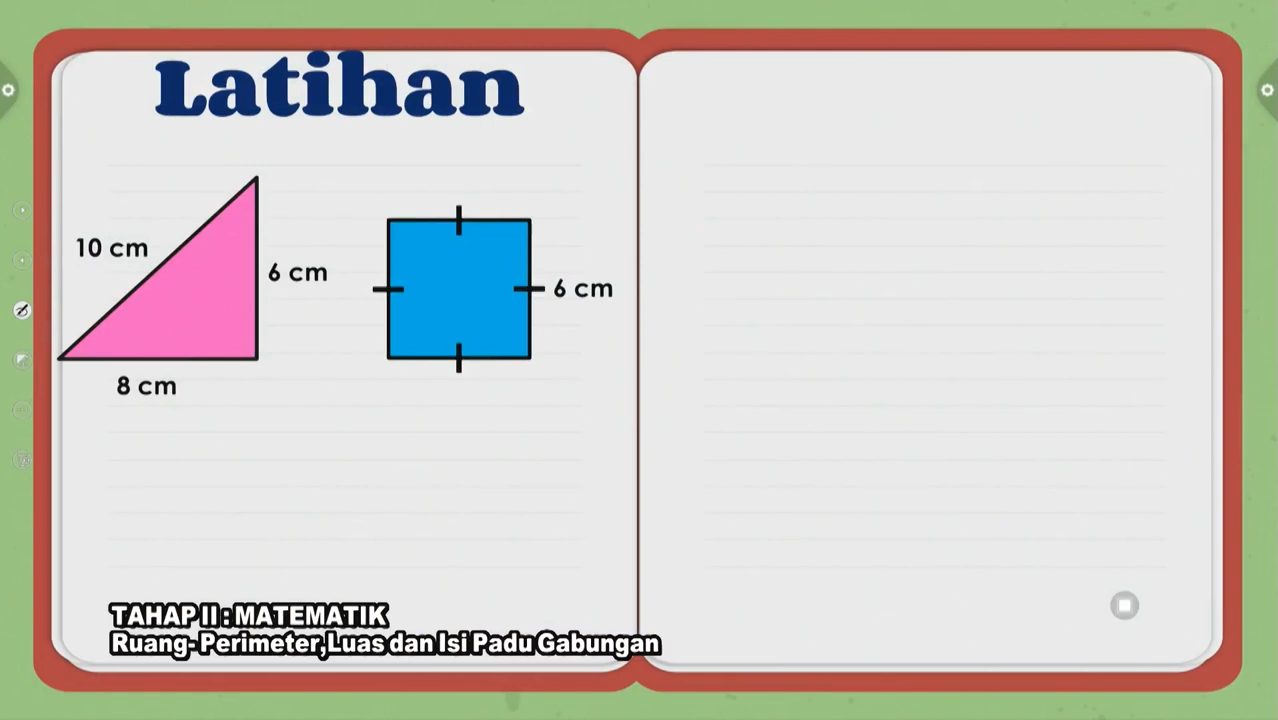 Latihan
10 cm
6 cm
6 cm
8 cm
TAHAP II : MATEMATIK
Ruang- Perimeter,Luas dan Isi Padu Gabungan